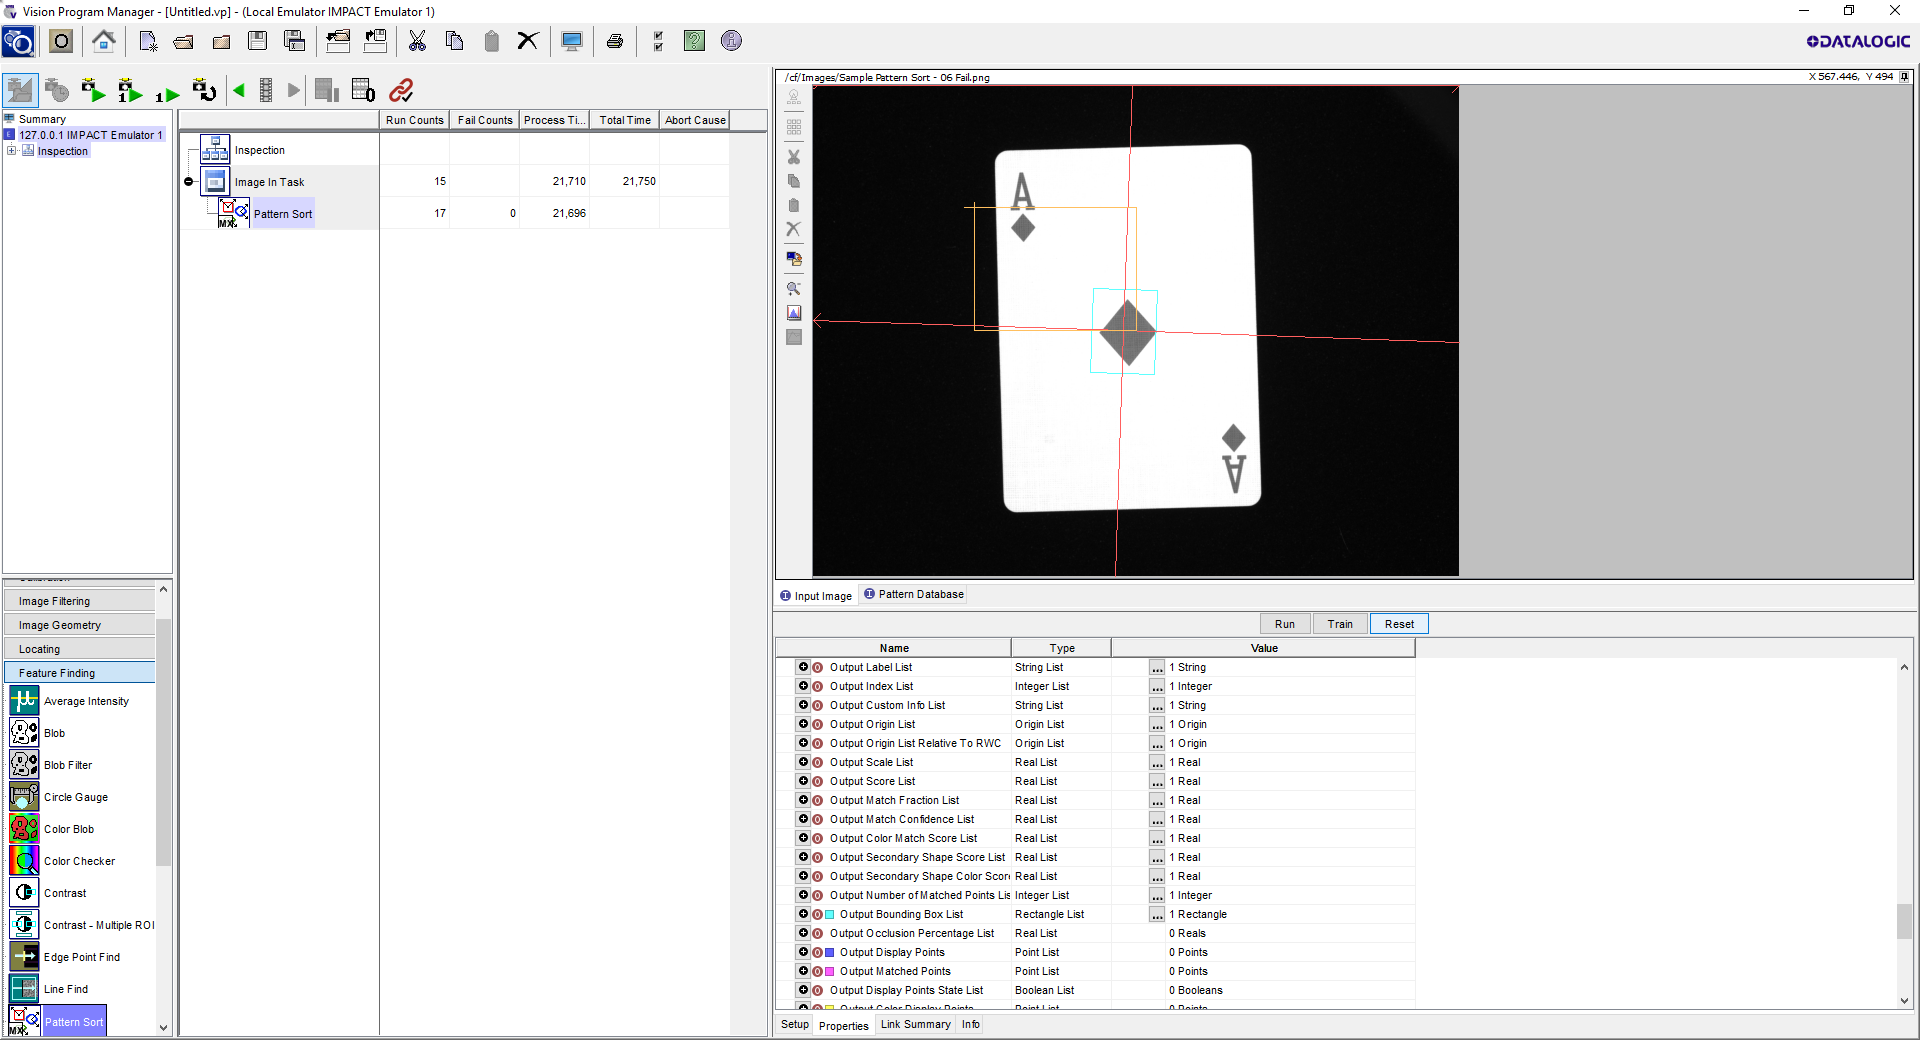 Vision Program Manager - [Untitled.vp] - (Local Emulator IMPACT Emulator 1)
DATALOGIC
Summary
127.0.0.1 IMPACT Emulator 1
Inspection
Run Counts Fail Counts Process Ti... Total Time Abort Cause
Inspection
Image In Task 15 21,710 21,750
Pattern Sort 17 0 21,696
/cf/Images/Sample Pattern Sort - 06 Fail.png
X 567.446, Y 494
A
A
Input Image
Pattern Database
Image Filtering
Image Geometry
Locating
Feature Finding
Average Intensity
Blob
Blob Filter
Circle Gauge
Color Blob
Color Checker
Contrast
Contrast - Multiple ROI
Edge Point Find
Line Find
Pattern Sort
Run Train Reset
Name Type Value
Output Label List String List ... 1 String
Output Index List Integer List ... 1 Integer
Output Custom Info List String List ... 1 String
Output Origin List Origin List ... 1 Origin
Output Origin List Relative To RWC Origin List ... 1 Origin
Output Scale List Real List ... 1 Real
Output Score List Real List ... 1 Real
Output Match Fraction List Real List ... 1 Real
Output Match Confidence List Real List ... 1 Real
Output Color Match Score List Real List ... 1 Real
Output Secondary Shape Score List Real List ... 1 Real
Output Secondary Shape Color Scor Real List ... 1 Real
Output Number of Matched Points Lis Integer List ... 1 Integer
Output Bounding Box List Rectangle List ... 1 Rectangle
Output Occlusion Percentage List Real List 0 Reals
Output Display Points Point List 0 Points
Output Matched Points Point List 0 Points
Output Display Points State List Boolean List 0 Booleans
Output Color Display Points Point List 0 Points
Setup Properties Link Summary Info